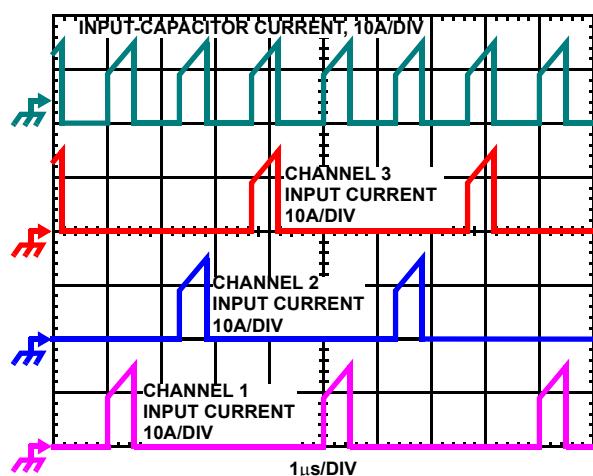 INPUT-CAPACITOR CURRENT, 10A/DIV
CHANNEL 3
INPUT CURRENT
10A/DIV
CHANNEL 2
INPUT CURRENT
10A/DIV
CHANNEL 1
INPUT CURRENT
10A/DIV
1μs/DIV